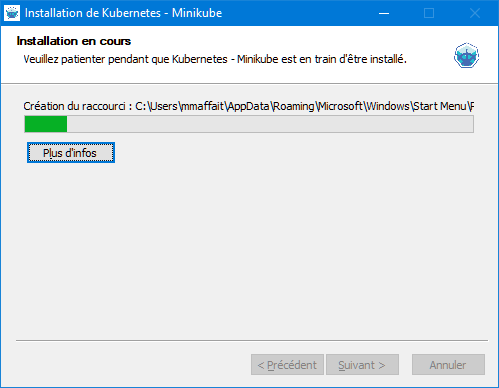 Installation de Kubernetes - Minikube
Installation en cours
Veuillez patienter pendant que Kubernetes - Minikube est en train d'être installé.
Création du raccourci : C:\Users\mmaffait\AppData\Roaming\Microsoft\Windows\Start Menu\
Plus d'infos
< Précédent
Suivant >
Annuler